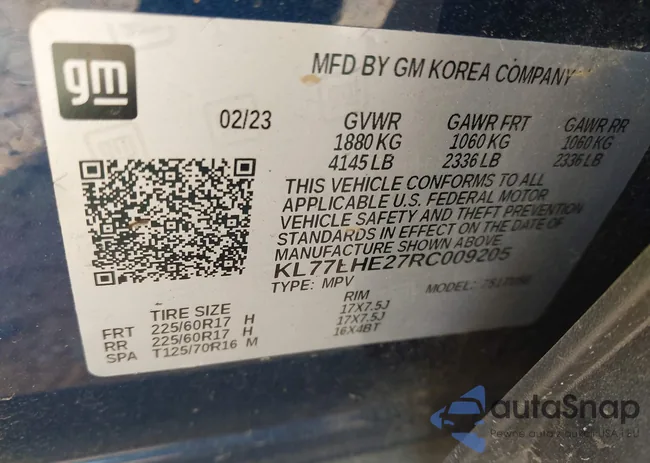 gm
MFD BY GM KOREA COMPANY
02/23 GVWR GAWR FRT GAWR RR
1880 KG 1060 KG 1060 KG
4145 LB 2336 LB 2336 LB
THIS VEHICLE CONFORMS TO ALL
APPLICABLE U.S. FEDERAL MOTOR
VEHICLE SAFETY AND THEFT PREVENTION
STANDARDS IN EFFECT ON THE DATE OF
MANUFACTURE SHOWN ABOVE
KL77LHE27RC009205
TYPE: MPV MODEL:
TIRE SIZE RIM
FRT 225/60R17 H 17X7.5J
RR 225/60R17 H 17X7.5J
SPA T125/70R16 M 16X4BT
autaSnap